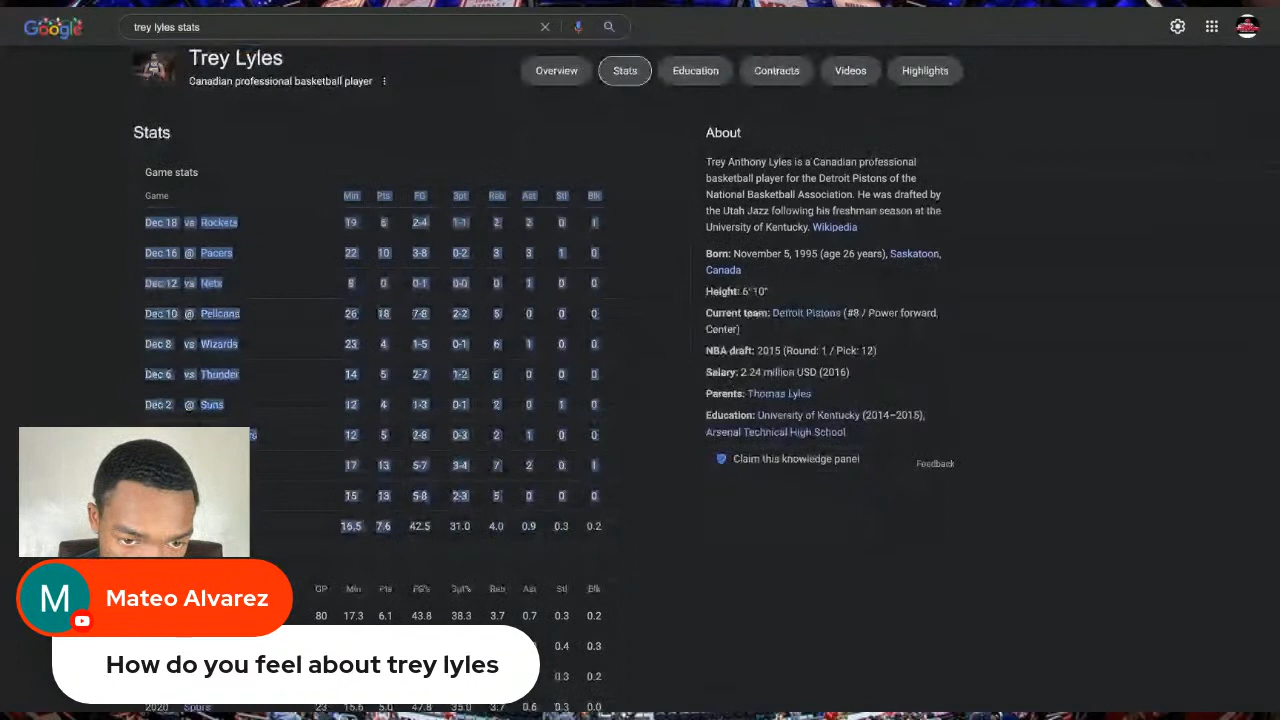 Google
trey lyles stats
Trey Lyles
Canadian professional basketball player
Overview
Stats
Education
Contracts
Videos
Highlights
Stats
Game stats
Game Min Pts FG 3pt Reb Ast Stl Blk
Dec 18 vs Rockets 19 2-4 1-1 2 2 0 1
Dec 16 @ Pacers 22 10 3-8 0-2 3 3 1 0
Dec 12 vs Nets 0 0-1 0-0 0 1 0 0
Dec 10 @ Pelicans 26 18 7-8 2-2 5 0 0 0
Dec 8 vs Wizards 23 4 1-5 0-1 6 1 0 0
Dec 6 vs Thunder 14 5 2-7 1-2 0 0 0
Dec 2 @ Suns 12 4 1-3 0-1 2 0 1 0
12 5 2-8 0-3 2 1 0 0
17 13 5-7 3-4 7 2 0 1
15 13 5-8 2-3 5 0 0 0
16.5 7.6 42.5 31.0 4.0 0.9 0.3 0.2
GP Min Pts FG% 3pt% Reb Ast Stl Blk
80 17.3 6.1 43.8 38.3 3.7 0.7 0.3 0.2
0.4 0.3
0.3 0.2
2020 Spurs 23 15.6 5.0 47.8 35.0 3.7 0.6 0.3 0.0
About
Trey Anthony Lyles is a Canadian professional
basketball player for the Detroit Pistons of the
National Basketball Association. He was drafted by
the Utah Jazz following his freshman season at the
University of Kentucky. Wikipedia
Born: November 5, 1995 (age 26 years), Saskatoon,
Canada
Height: 6′ 10″
Current team: Detroit Pistons (#8 / Power forward,
Center)
NBA draft: 2015 (Round: 1 / Pick: 12)
Salary: 2.24 million USD (2016)
Parents: Thomas Lyles
Education: University of Kentucky (2014–2015),
Arsenal Technical High School
Claim this knowledge panel
Feedback
M
Mateo Alvarez
How do you feel about trey lyles